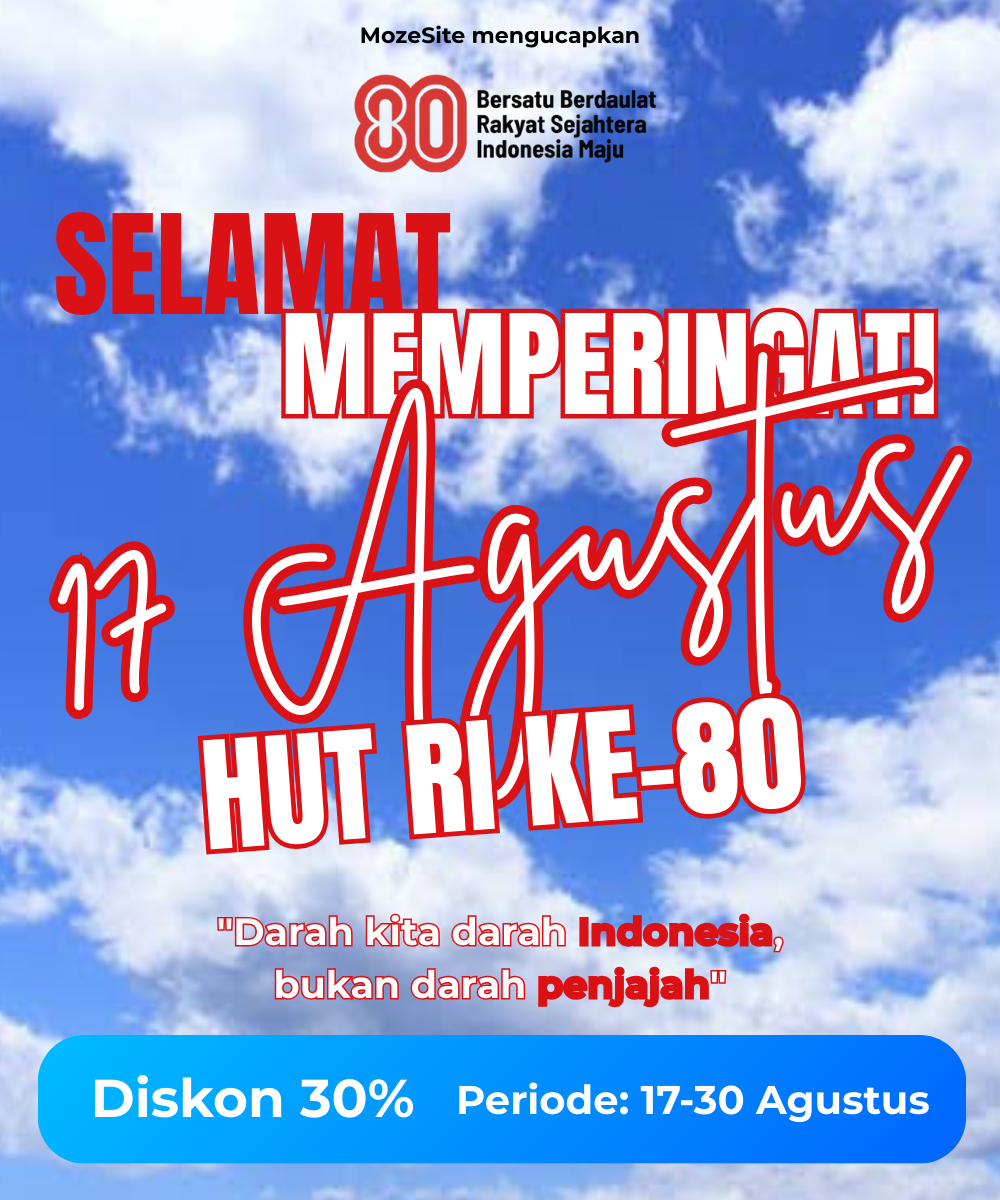 MozeSite mengucapkan
80
Bersatu Berdaulat
Rakyat Sejahtera
Indonesia Maju
SELAMAT
MEMPERINGATI
17 Agustus
HUT RI KE-80
"Darah kita darah Indonesia,
bukan darah penjajah"
Diskon 30% Periode: 17-30 Agustus